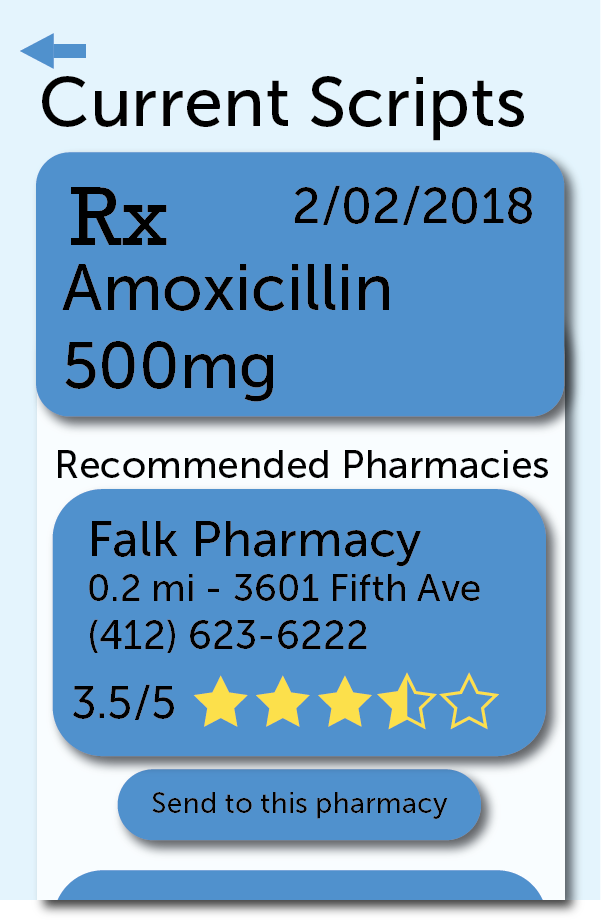 Current Scripts
Rx 2/02/2018
Amoxicillin
500mg
Recommended Pharmacies
Falk Pharmacy
0.2 mi - 3601 Fifth Ave
(412) 623-6222
3.5/5
Send to this pharmacy